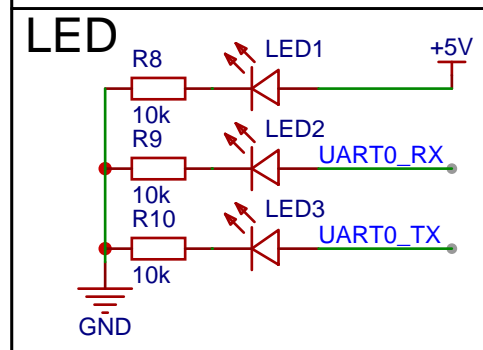 LED
R8
LED1
+5V
10k
R9
LED2
UART0_RX
10k
R10
LED3
UART0_TX
10k
GND